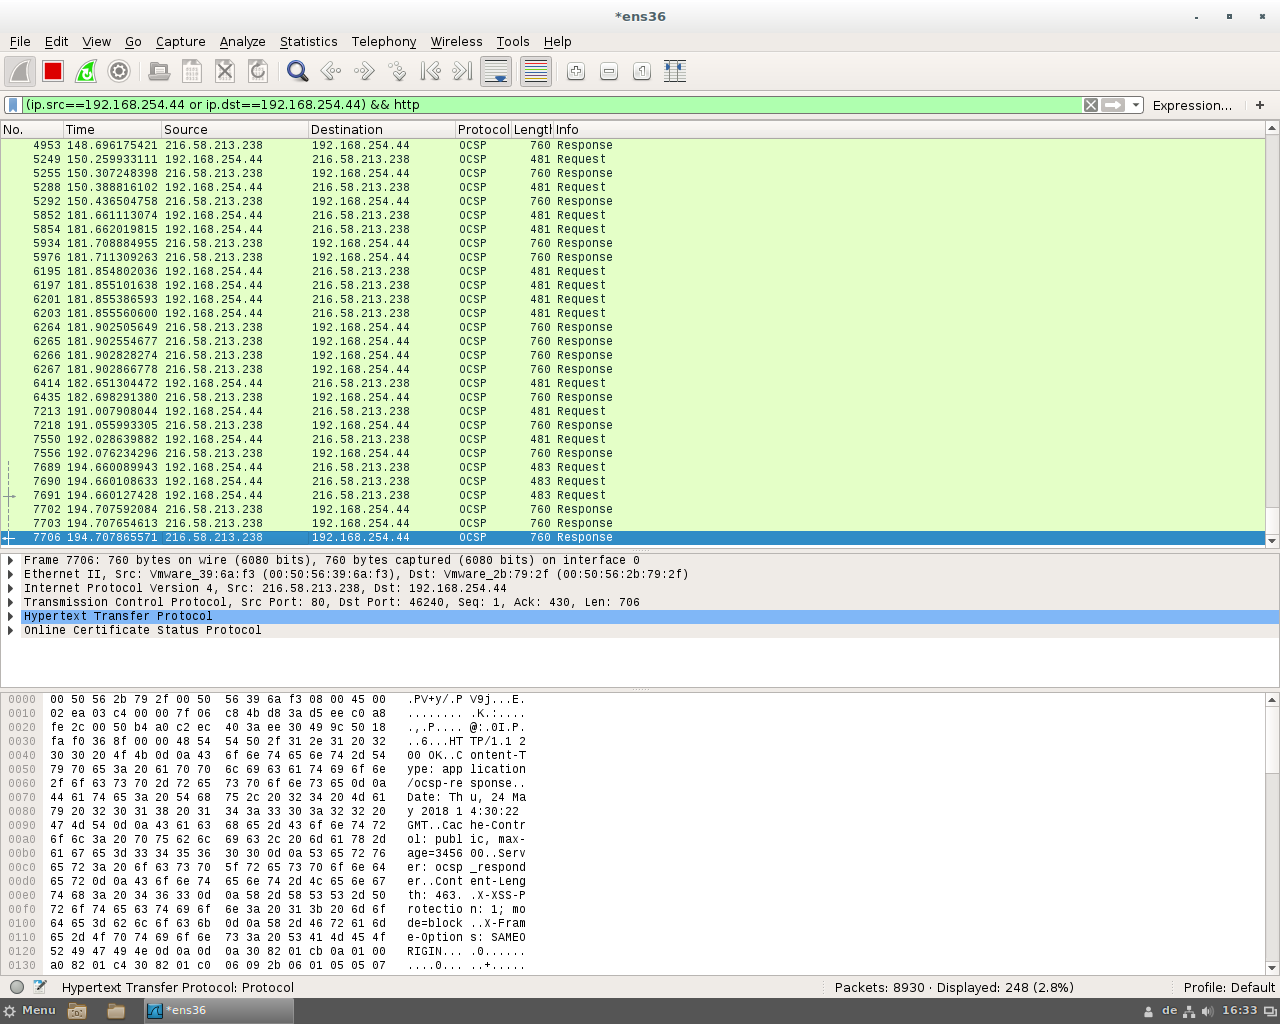 *ens36
File Edit View Go Capture Analyze Statistics Telephony Wireless Tools Help
(ip.src==192.168.254.44 or ip.dst==192.168.254.44) && http Expression... +
No. Time Source Destination Protocol Length Info
4953 148.696175421 216.58.213.238 192.168.254.44 OCSP 760 Response
5249 150.259933111 192.168.254.44 216.58.213.238 OCSP 481 Request
5255 150.307248398 216.58.213.238 192.168.254.44 OCSP 760 Response
5288 150.388816102 192.168.254.44 216.58.213.238 OCSP 481 Request
5292 150.436504758 216.58.213.238 192.168.254.44 OCSP 760 Response
5852 181.661113074 192.168.254.44 216.58.213.238 OCSP 481 Request
5854 181.662019815 192.168.254.44 216.58.213.238 OCSP 481 Request
5934 181.708884955 216.58.213.238 192.168.254.44 OCSP 760 Response
5976 181.711309263 216.58.213.238 192.168.254.44 OCSP 760 Response
6195 181.854802036 192.168.254.44 216.58.213.238 OCSP 481 Request
6197 181.855101638 192.168.254.44 216.58.213.238 OCSP 481 Request
6201 181.855386593 192.168.254.44 216.58.213.238 OCSP 481 Request
6203 181.855560600 192.168.254.44 216.58.213.238 OCSP 481 Request
6264 181.902505649 216.58.213.238 192.168.254.44 OCSP 760 Response
6265 181.902554677 216.58.213.238 192.168.254.44 OCSP 760 Response
6266 181.902828274 216.58.213.238 192.168.254.44 OCSP 760 Response
6267 181.902866778 216.58.213.238 192.168.254.44 OCSP 760 Response
6414 182.651304472 192.168.254.44 216.58.213.238 OCSP 481 Request
6435 182.698291380 216.58.213.238 192.168.254.44 OCSP 760 Response
7213 191.007908044 192.168.254.44 216.58.213.238 OCSP 481 Request
7218 191.055993305 216.58.213.238 192.168.254.44 OCSP 760 Response
7550 192.028639882 192.168.254.44 216.58.213.238 OCSP 481 Request
7556 192.076234296 216.58.213.238 192.168.254.44 OCSP 760 Response
7689 194.660089943 192.168.254.44 216.58.213.238 OCSP 483 Request
7690 194.660108633 192.168.254.44 216.58.213.238 OCSP 483 Request
7691 194.660127428 192.168.254.44 216.58.213.238 OCSP 483 Request
7702 194.707592084 216.58.213.238 192.168.254.44 OCSP 760 Response
7703 194.707654613 216.58.213.238 192.168.254.44 OCSP 760 Response
7706 194.707865571 216.58.213.238 192.168.254.44 OCSP 760 Response
Frame 7706: 760 bytes on wire (6080 bits), 760 bytes captured (6080 bits) on interface 0
Ethernet II, Src: Vmware_39:6a:f3 (00:50:56:39:6a:f3), Dst: Vmware_2b:79:2f (00:50:56:2b:79:2f)
Internet Protocol Version 4, Src: 216.58.213.238, Dst: 192.168.254.44
Transmission Control Protocol, Src Port: 80, Dst Port: 46240, Seq: 1, Ack: 430, Len: 706
Hypertext Transfer Protocol
Online Certificate Status Protocol
0000 00 50 56 2b 79 2f 00 50 56 39 6a f3 08 00 45 00 .PV+y/.P V9j...E.
0010 02 ea 03 c4 00 00 7f 06 c8 4b d8 3a d5 ee c0 a8 ........ .K.:....
0020 fe 2c 00 50 b4 a0 c2 ec 40 3a ee 30 49 9c 50 18 .,.P.... @:.0I.P.
0030 fa f0 36 8f 00 00 48 54 54 50 2f 31 2e 31 20 32 ..6...HT TP/1.1 2
0040 30 30 20 4f 4b 0d 0a 43 6f 6e 74 65 6e 74 2d 54 00 OK..C ontent-T
0050 79 70 65 3a 20 61 70 70 6c 69 63 61 74 69 6f 6e ype: app lication
0060 2f 6f 63 73 70 2d 72 65 73 70 6f 6e 73 65 0d 0a /ocsp-re sponse..
0070 44 61 74 65 3a 20 54 68 75 2c 20 32 34 20 4d 61 Date: Th u, 24 Ma
0080 79 20 32 30 31 38 20 31 34 3a 33 30 3a 32 32 20 y 2018 1 4:30:22
0090 47 4d 54 0d 0a 43 61 63 68 65 2d 43 6f 6e 74 72 GMT..Cac he-Contr
00a0 6f 6c 3a 20 70 75 62 6c 69 63 2c 20 6d 61 78 2d ol: publ ic, max-
00b0 61 67 65 3d 33 34 35 36 30 30 0d 0a 53 65 72 76 age=3456 00..Serv
00c0 65 72 3a 20 6f 63 73 70 5f 72 65 73 70 6f 6e 64 er: ocsp _respond
00d0 65 72 0d 0a 43 6f 6e 74 65 6e 74 2d 4c 65 6e 67 er..Cont ent-Leng
00e0 74 68 3a 20 34 36 33 0d 0a 58 2d 58 53 53 2d 50 th: 463. .X-XSS-P
00f0 72 6f 74 65 63 74 69 6f 6e 3a 20 31 3b 20 6d 6f rotectio n: 1; mo
0100 64 65 3d 62 6c 6f 63 6b 0d 0a 58 2d 46 72 61 6d de=block ..X-Fram
0110 65 2d 4f 70 74 69 6f 6e 73 3a 20 53 41 4d 45 4f e-Option s: SAMEO
0120 52 49 47 49 4e 0d 0a 0d 0a 30 82 01 cb 0a 01 00 RIGIN... .0......
0130 a0 82 01 c4 30 82 01 c0 06 09 2b 06 01 05 05 07 ....0... ..+.....
Hypertext Transfer Protocol: Protocol Packets: 8930 · Displayed: 248 (2.8%) Profile: Default
Menu *ens36 de 16:33